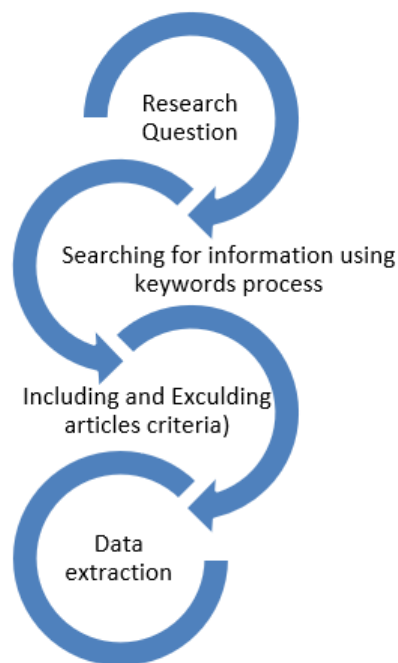 Research
Question
Searching for information using
keywords process
Including and Exculding
articles criteria)
Data
extraction